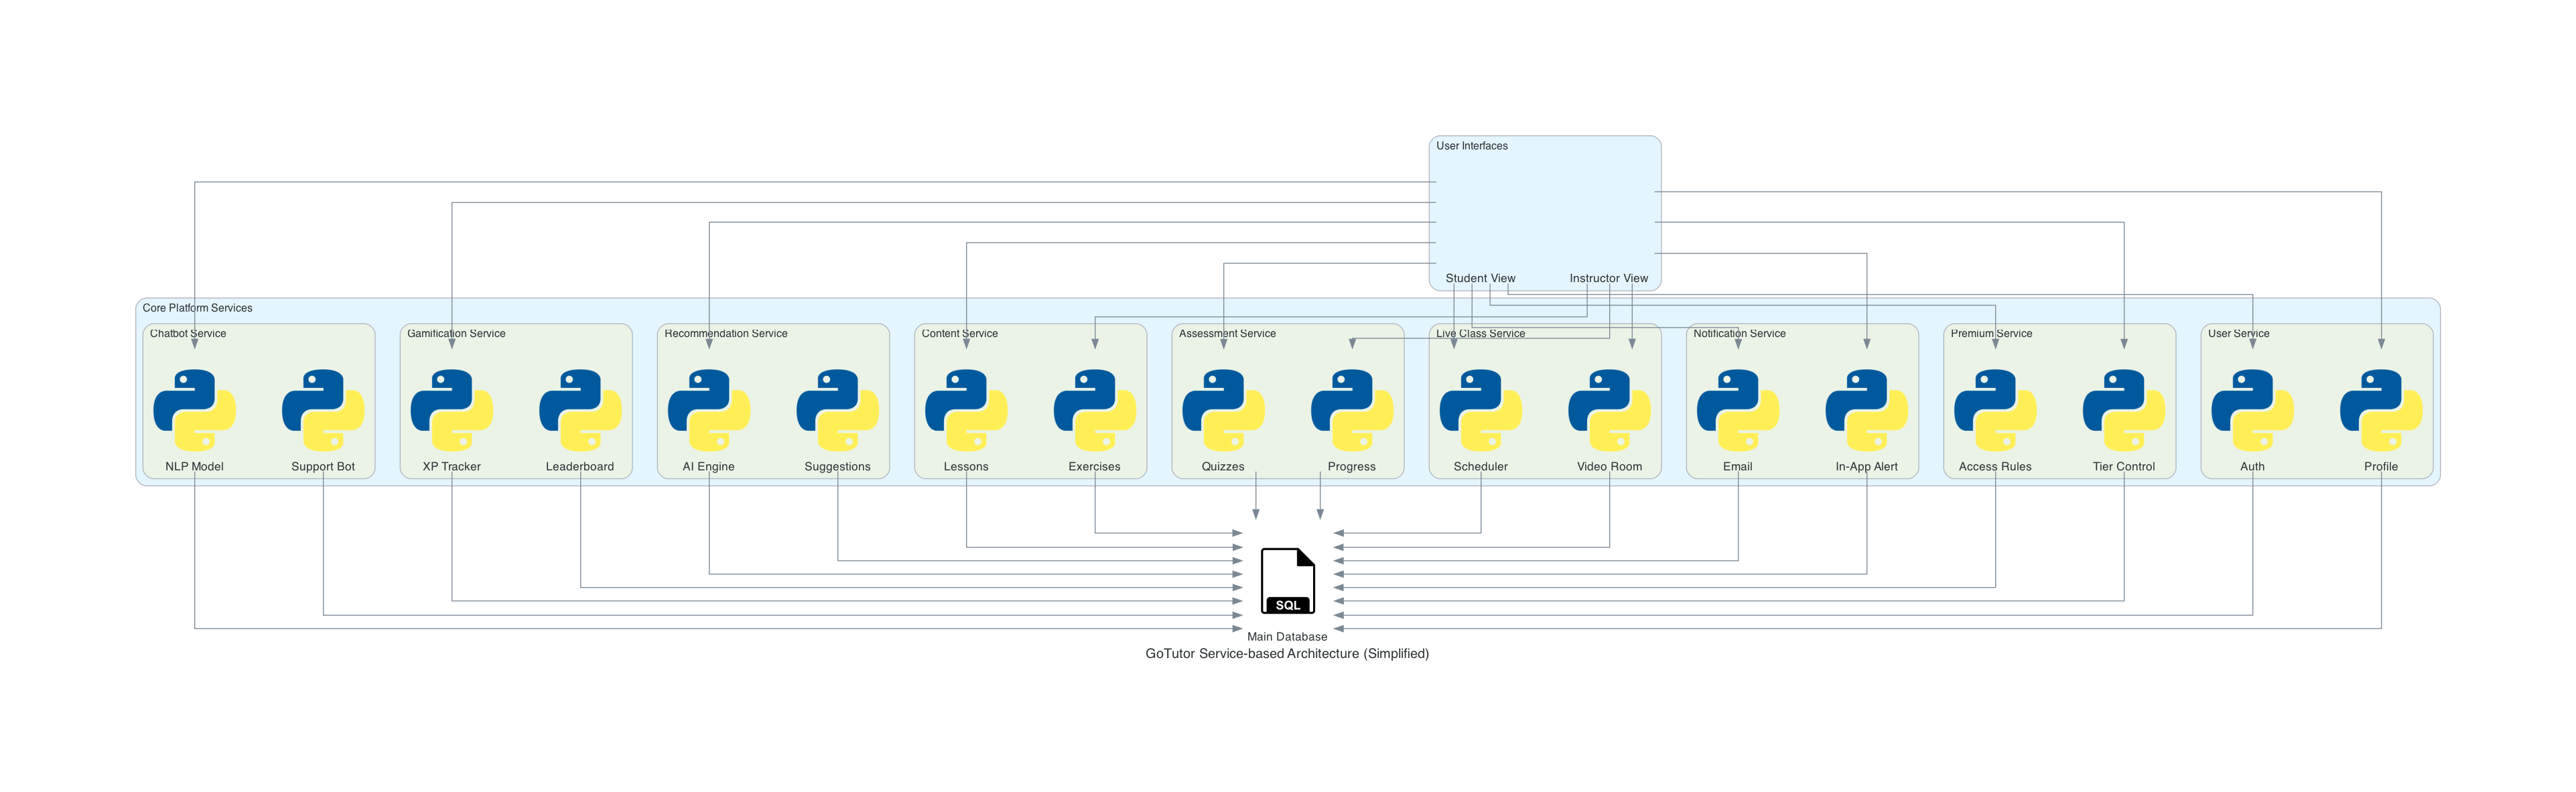 User Interfaces
Student View
Instructor View
Core Platform Services
Chatbot Service
Gamification Service
Recommendation Service
Content Service
Assessment Service
Live Class Service
Notification Service
Premium Service
User Service
NLP Model
Support Bot
XP Tracker
Leaderboard
AI Engine
Suggestions
Lessons
Exercises
Quizzes
Progress
Scheduler
Video Room
Email
In-App Alert
Access Rules
Tier Control
Auth
Profile
SQL
Main Database
GoTutor Service-based Architecture (Simplified)